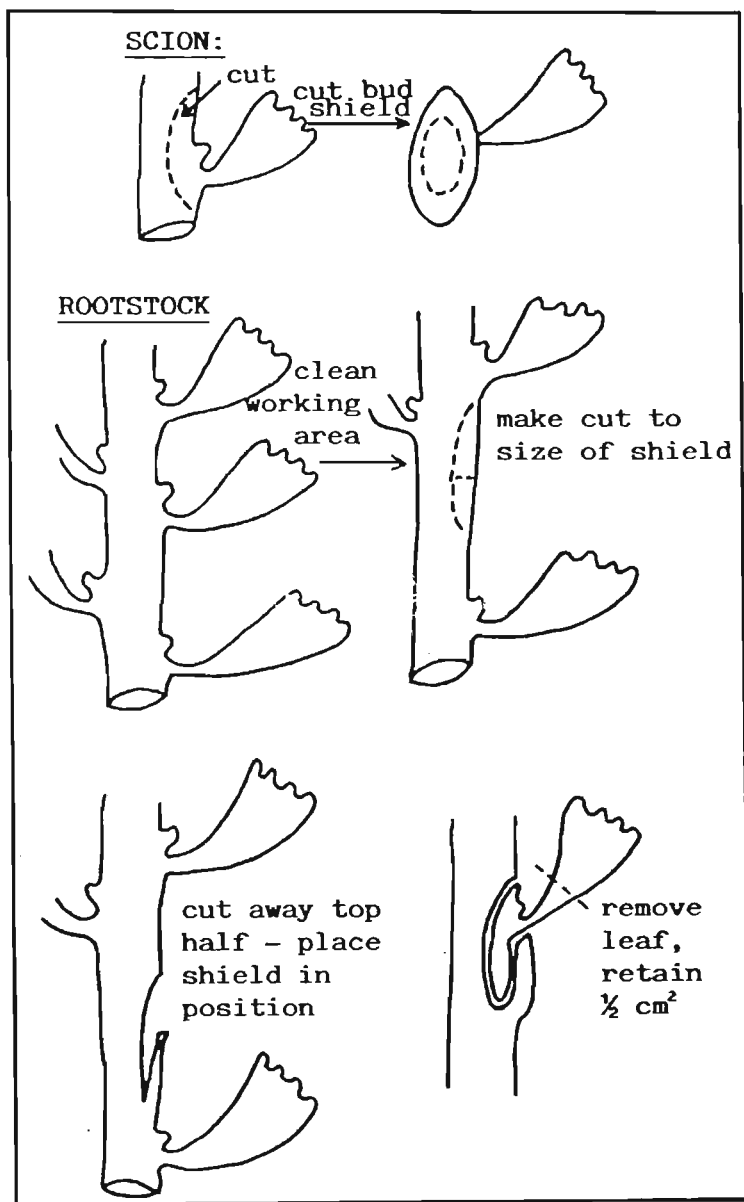 SCION:
cut
cut bud
shield
ROOTSTOCK
clean
working
area
make cut to
size of shield
cut away top
half - place
shield in
position
remove
leaf,
retain
½ cm²